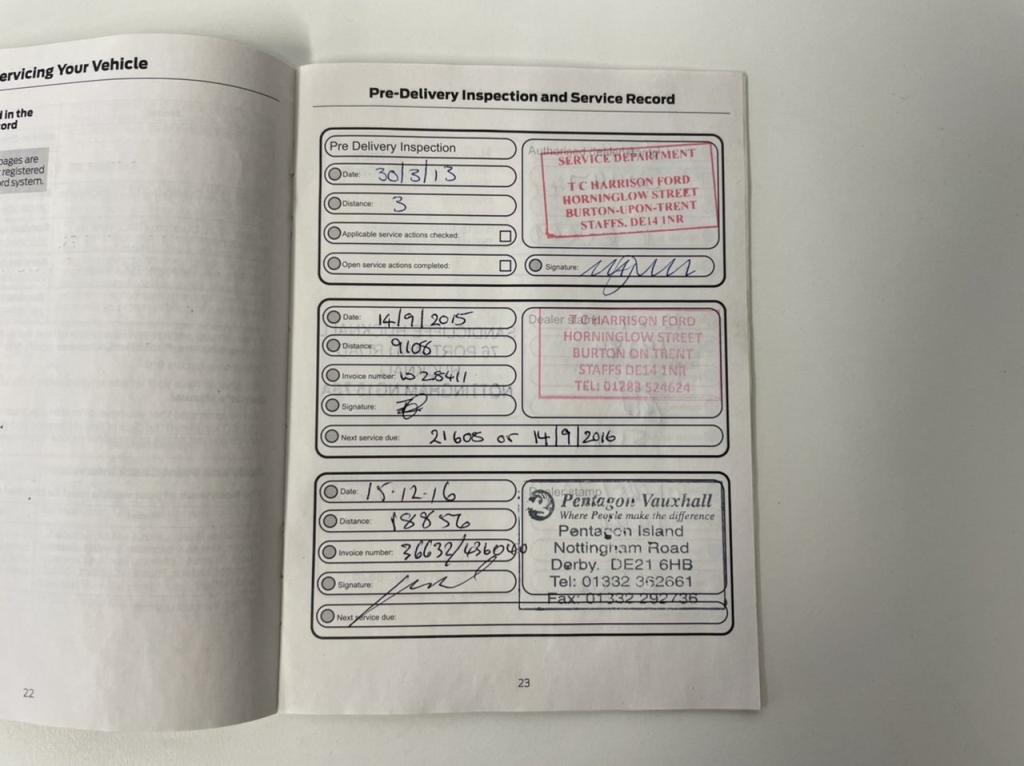 ervicing Your Vehicle
d in the
ord
pages are
registered
rd system.
22
Pre-Delivery Inspection and Service Record
Pre Delivery Inspection
Date: 30/3/13
Distance: 3
Applicable service actions checked:
Open service actions completed:
SERVICE DEPARTMENT
T C HARRISON FORD
HORNINGLOW STREET
BURTON-UPON-TRENT
STAFFS. DE14 1NR
Signature:
Date: 14/9/2015
Distance: 9108
Invoice number: 28411
Signature:
Next service due: 21605 or 14/9/2016
Dealer stamp
T C HARRISON FORD
HORNINGLOW STREET
BURTON ON TRENT
STAFFS DE14 1NR
TEL: 01283 524624
Date: 15·12·16
Distance: 18856
Invoice number: 36632/436040
Signature:
Next service due:
Dealer stamp
Pentagon Vauxhall
Where People make the difference
Pentagon Island
Nottingham Road
Derby. DE21 6HB
Tel: 01332 362661
Fax: 01332 292736
23